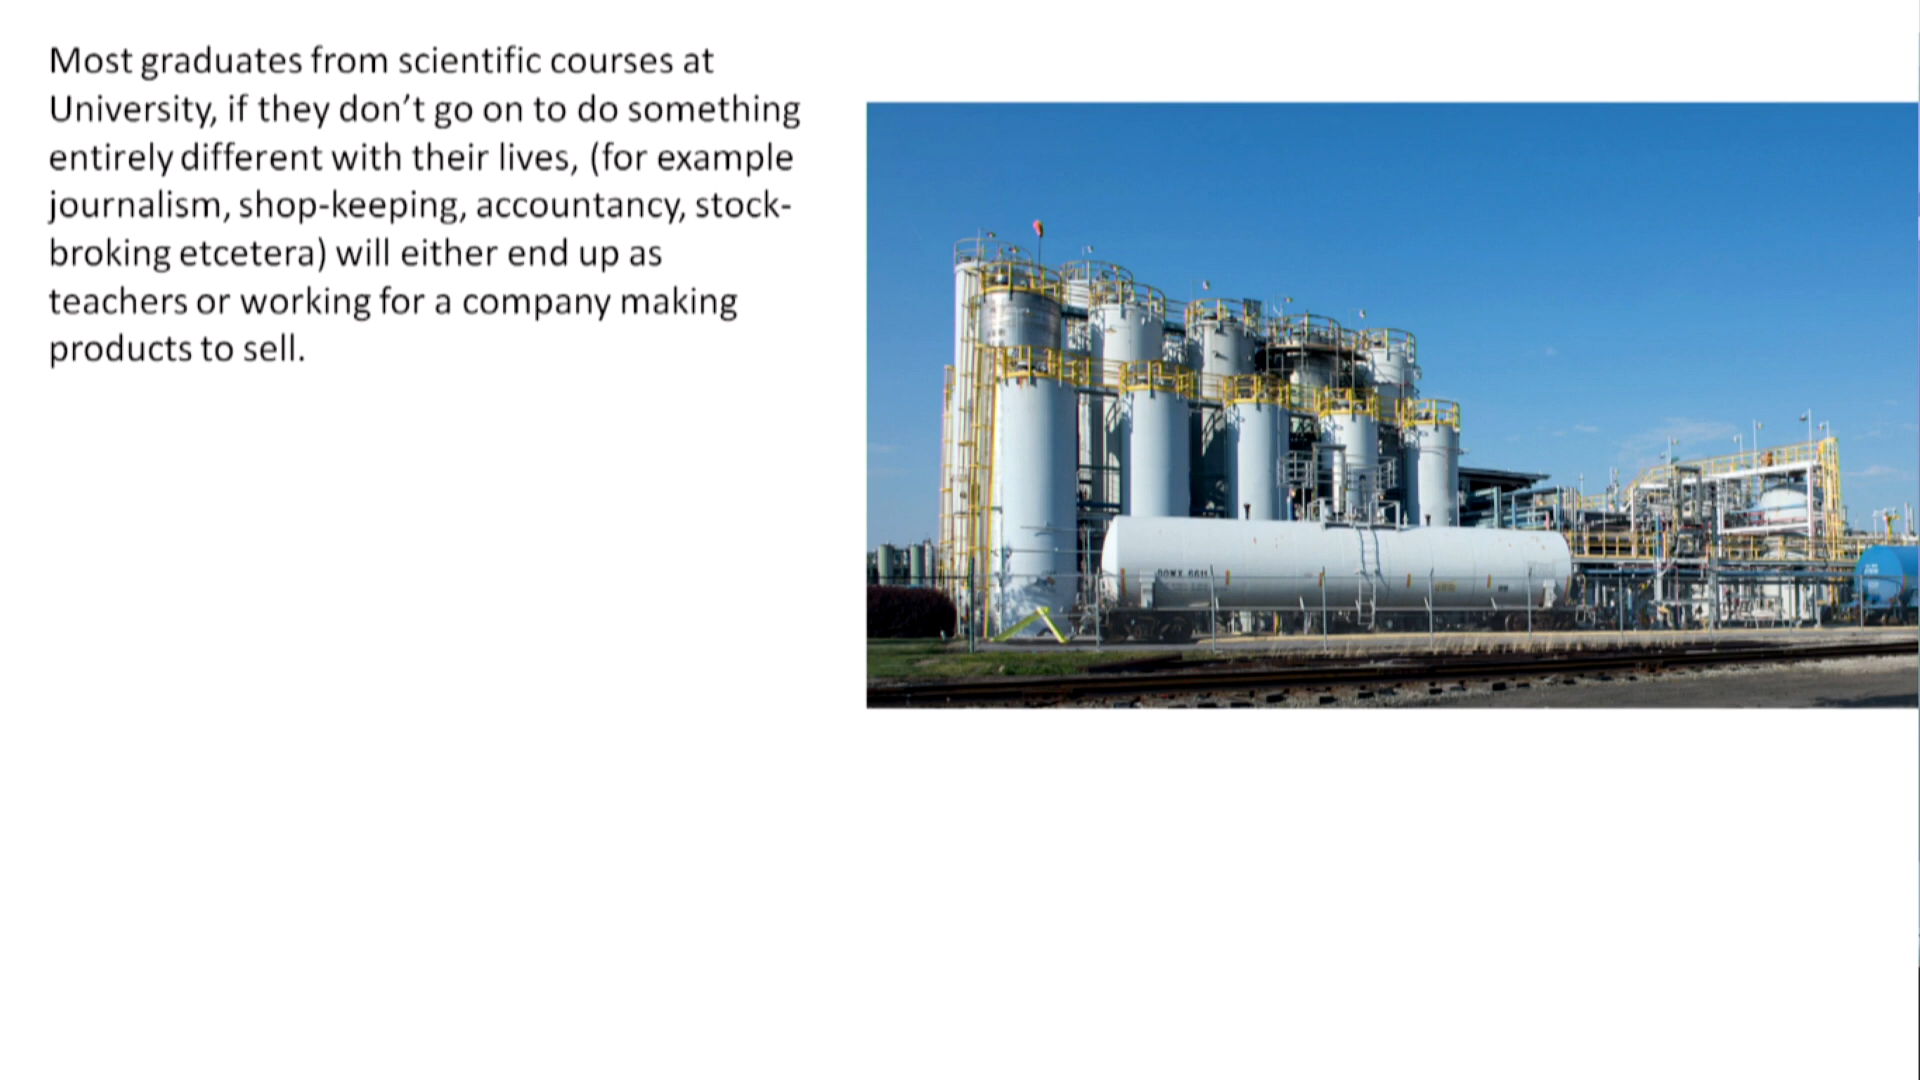 Most graduates from scientific courses at
University, if they don’t go on to do something
entirely different with their lives, (for example
journalism, shop-keeping, accountancy, stock-
broking etcetera) will either end up as
teachers or working for a company making
products to sell.